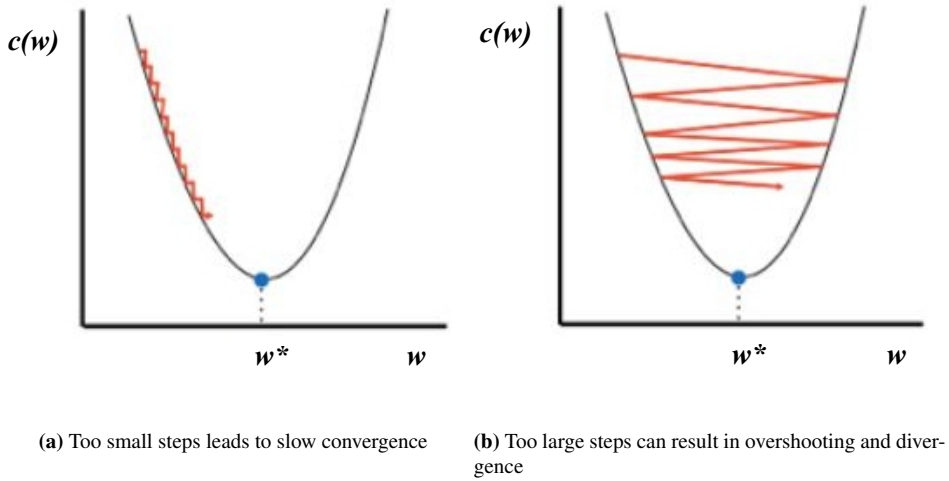 c(w)
w*
w
c(w)
w*
w
(a) Too small steps leads to slow convergence
(b) Too large steps can result in overshooting and diver-
gence